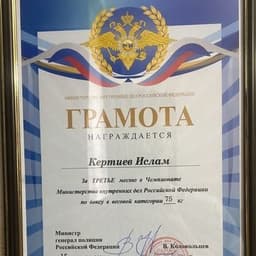 МИНИСТЕРСТВО ВНУТРЕННИХ ДЕЛ РОССИЙСКОЙ ФЕДЕРАЦИИ
ГРАМОТА
НАГРАЖДАЕТСЯ
Кертиев Ислам
За ТРЕТЬЕ место в Чемпионате
Министерства внутренних дел Российской Федерации
по боксу в весовой категории 75 кг
Министр
генерал полиции
Российской Федерации
В. Колокольцев